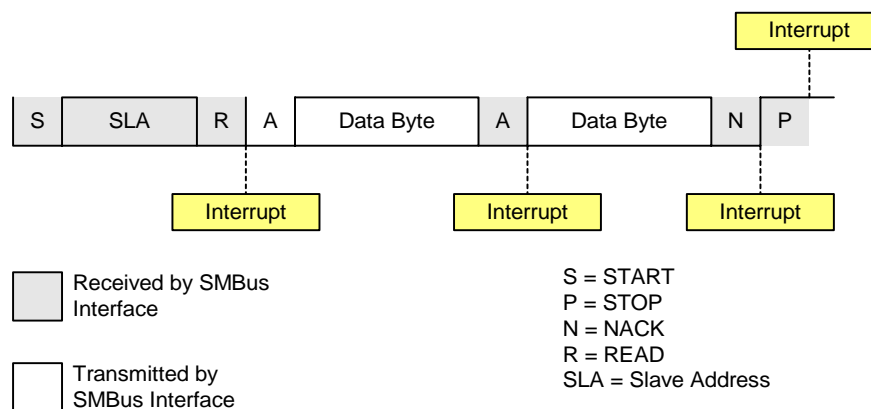 Interrupt
S SLA R A Data Byte A Data Byte N P
Interrupt Interrupt Interrupt
Received by SMBus
Interface
Transmitted by
SMBus Interface
S = START
P = STOP
N = NACK
R = READ
SLA = Slave Address